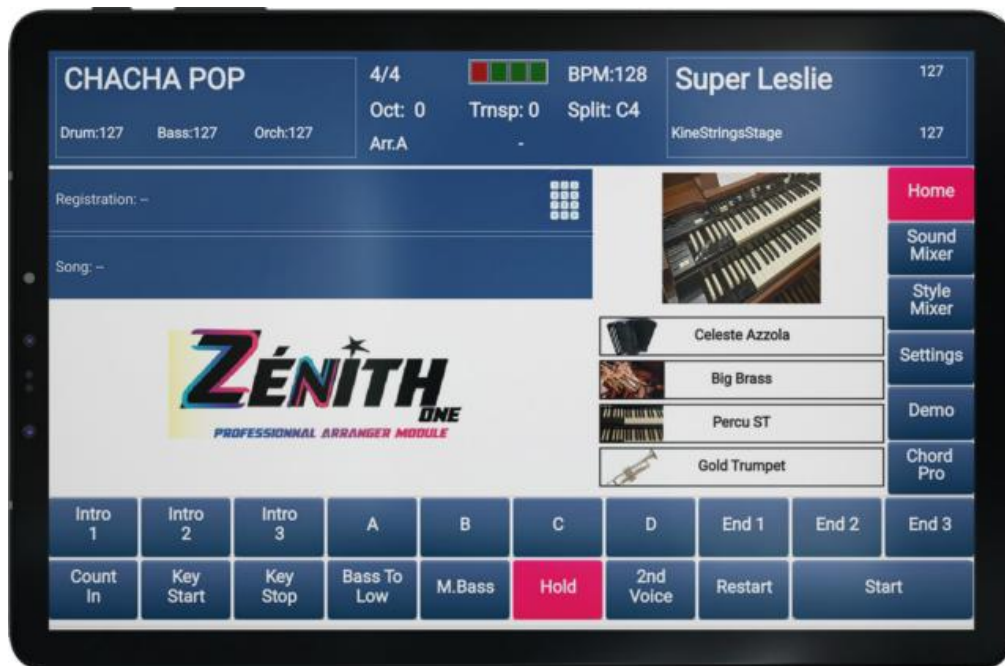 CHACHA POP
Drum:127 Bass:127 Orch:127
4/4 BPM:128
Oct: 0 Trnsp: 0 Split: C4
Arr.A -
Super Leslie 127
KineStringsStage 127
Registration: --
Song: --
Home
Sound
Mixer
Style
Mixer
Settings
Demo
Chord
Pro
Celeste Azzola
Big Brass
Percu ST
Gold Trumpet
ZÉNITH
ONE
PROFESSIONNAL ARRANGER MODULE
Intro
1
Intro
2
Intro
3
A
B
C
D
End 1
End 2
End 3
Count
In
Key
Start
Key
Stop
Bass To
Low
M.Bass
Hold
2nd
Voice
Restart
Start